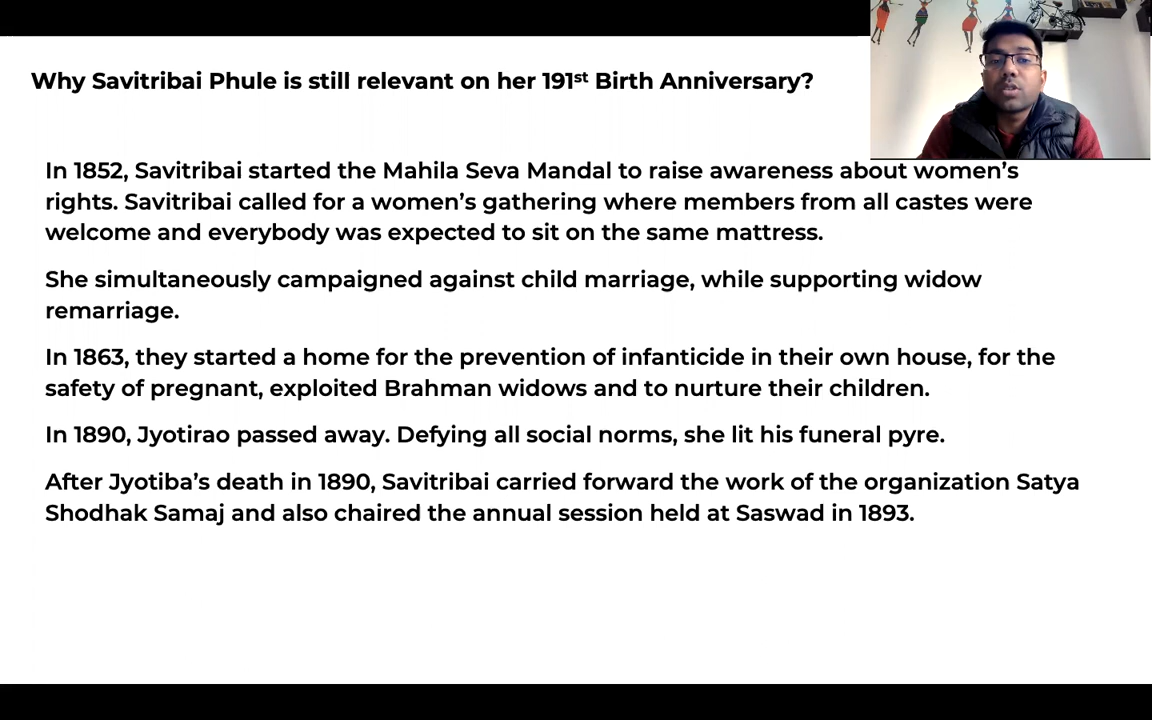 Why Savitribai Phule is still relevant on her 191st Birth Anniversary?
In 1852, Savitribai started the Mahila Seva Mandal to raise awareness about women’s
rights. Savitribai called for a women’s gathering where members from all castes were
welcome and everybody was expected to sit on the same mattress.
She simultaneously campaigned against child marriage, while supporting widow
remarriage.
In 1863, they started a home for the prevention of infanticide in their own house, for the
safety of pregnant, exploited Brahman widows and to nurture their children.
In 1890, Jyotirao passed away. Defying all social norms, she lit his funeral pyre.
After Jyotiba’s death in 1890, Savitribai carried forward the work of the organization Satya
Shodhak Samaj and also chaired the annual session held at Saswad in 1893.